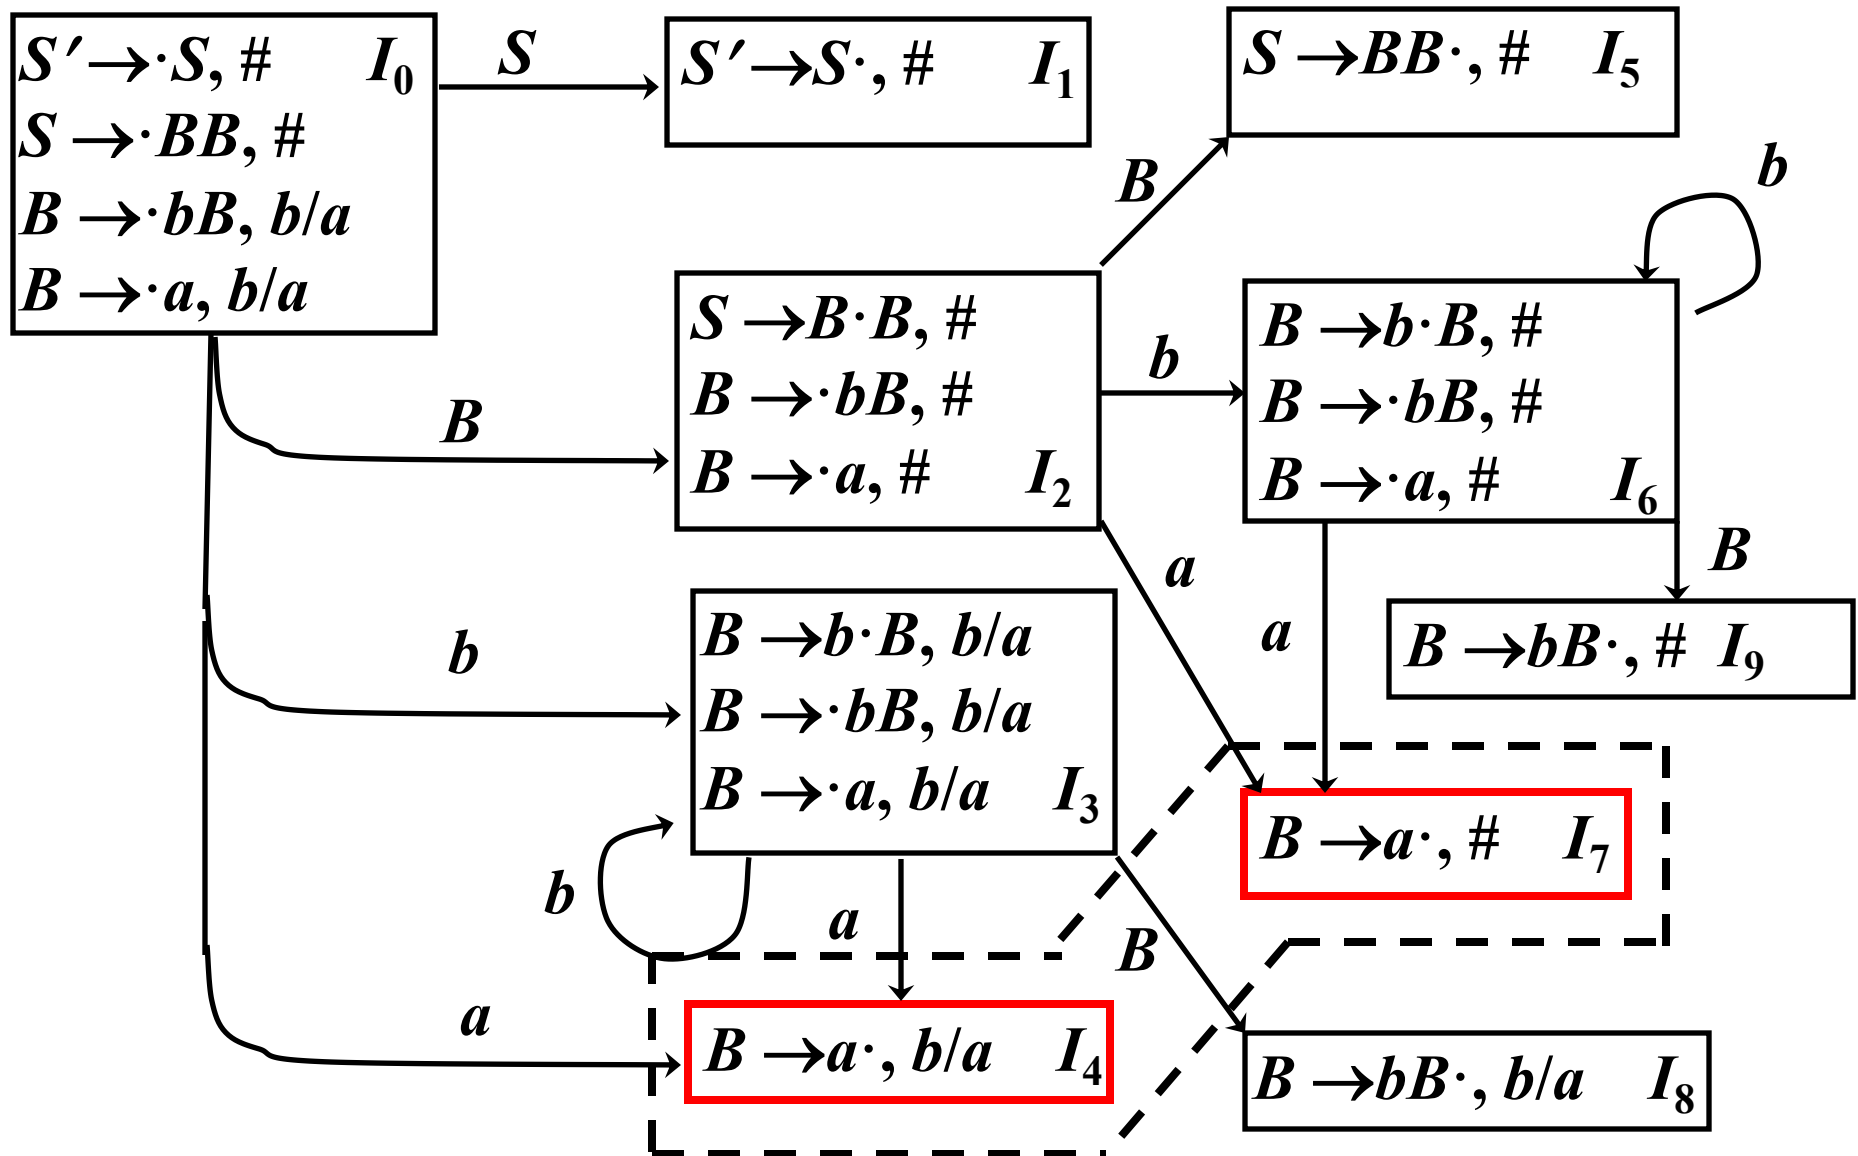 S′→·S, # I0
S →·BB, #
B →·bB, b/a
B →·a, b/a
S
S′→S·, # I1
S →BB·, # I5
B
b
S →B·B, #
B →·bB, #
B →·a, # I2
B
b
B →b·B, #
B →·bB, #
B →·a, # I6
a
a
B
B →bB·, # I9
b
B →b·B, b/a
B →·bB, b/a
B →·a, b/a I3
B →a·, # I7
b
a
B
a
B →a·, b/a I4
B →bB·, b/a I8